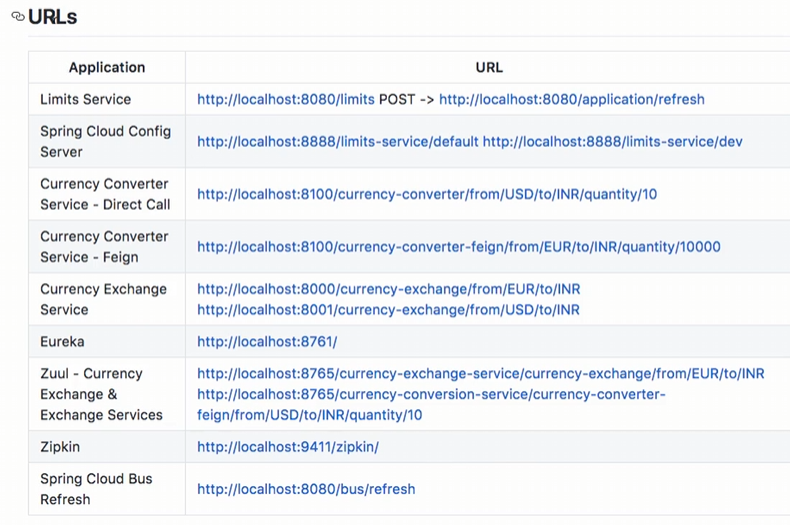 URLs
Application URL
Limits Service http://localhost:8080/limits POST -> http://localhost:8080/application/refresh
Spring Cloud Config
Server
http://localhost:8888/limits-service/default http://localhost:8888/limits-service/dev
Currency Converter
Service - Direct Call
http://localhost:8100/currency-converter/from/USD/to/INR/quantity/10
Currency Converter
Service - Feign
http://localhost:8100/currency-converter-feign/from/EUR/to/INR/quantity/10000
Currency Exchange
Service
http://localhost:8000/currency-exchange/from/EUR/to/INR
http://localhost:8001/currency-exchange/from/USD/to/INR
Eureka http://localhost:8761/
Zuul - Currency
Exchange &
Exchange Services
http://localhost:8765/currency-exchange-service/currency-exchange/from/EUR/to/INR
http://localhost:8765/currency-conversion-service/currency-converter-
feign/from/USD/to/INR/quantity/10
Zipkin http://localhost:9411/zipkin/
Spring Cloud Bus
Refresh
http://localhost:8080/bus/refresh